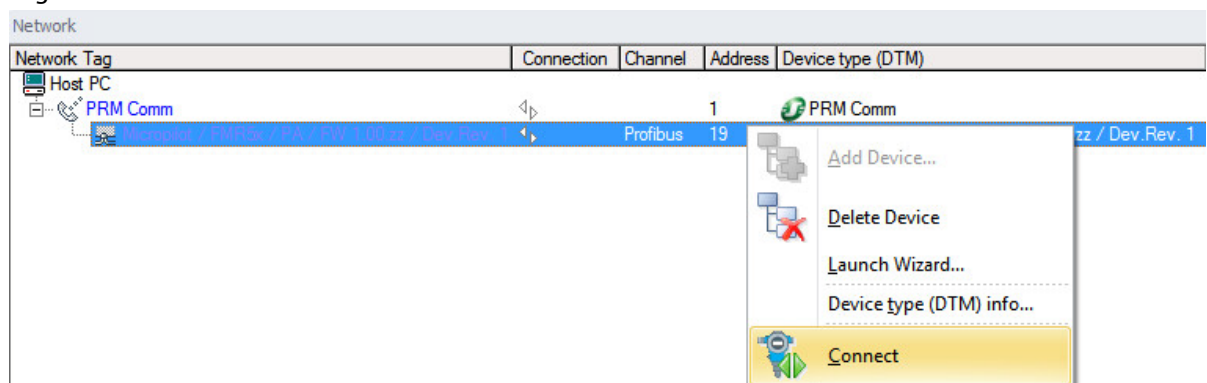 Network
Network Tag Connection Channel Address Device type (DTM)
Host PC
PRM Comm 1 PRM Comm
Micropilot / FMR5x / PA / FW 1.00.zz / Dev.Rev. 1 Profibus 19 zz / Dev.Rev. 1
Add Device...
Delete Device
Launch Wizard...
Device type (DTM) info...
Connect